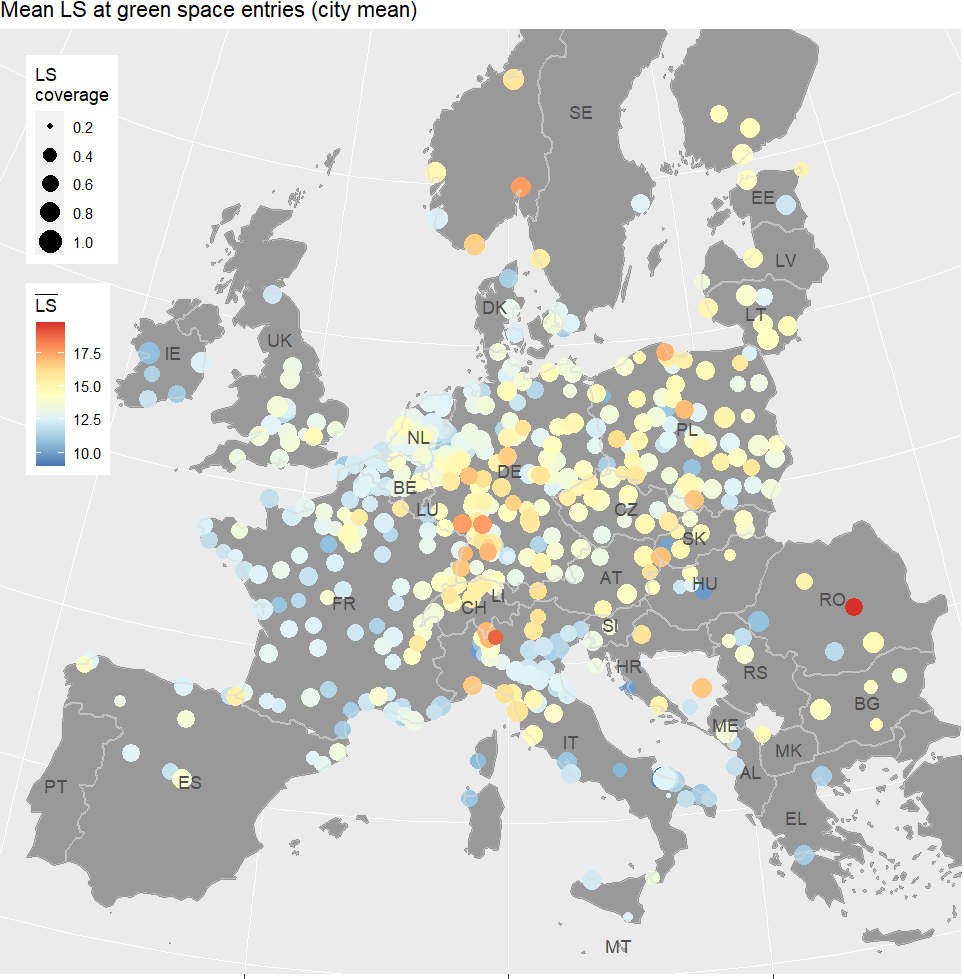 Mean LS at green space entries (city mean)
LS
coverage
0.2
0.4
0.6
0.8
1.0
LS
17.5
15.0
12.5
10.0
SE
EE
LV
LT
DK
IE
UK
NL
PL
DE
BE
LU
CZ
SK
AT
HU
FR
LI
CH
SI
RO
HR
RS
BG
ME
IT
MK
AL
PT
ES
EL
MT